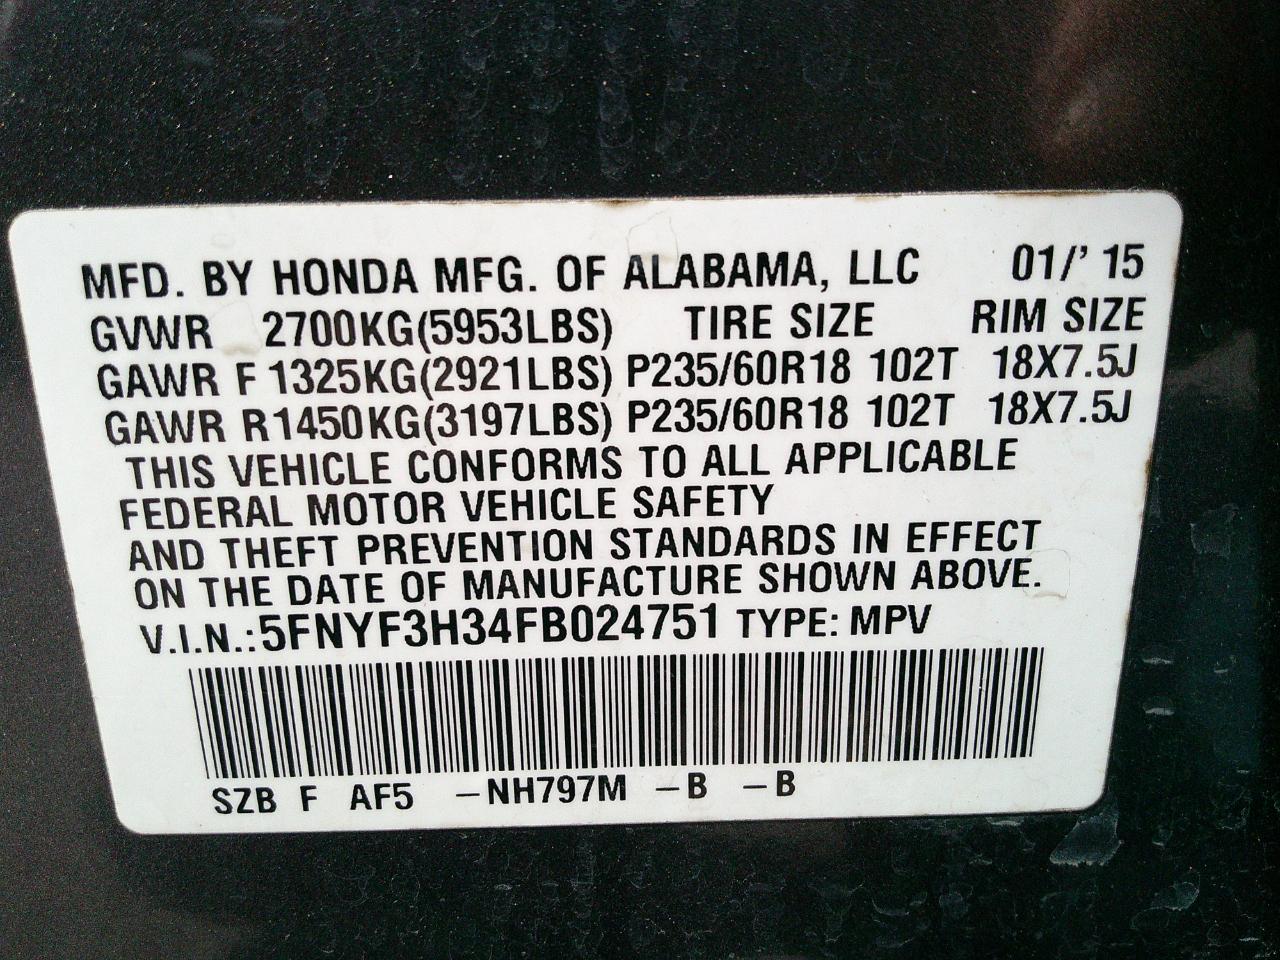 MFD. BY HONDA MFG. OF ALABAMA, LLC 01/'15
GVWR 2700KG(5953LBS) TIRE SIZE RIM SIZE
GAWR F 1325KG(2921LBS) P235/60R18 102T 18X7.5J
GAWR R1450KG(3197LBS) P235/60R18 102T 18X7.5J
THIS VEHICLE CONFORMS TO ALL APPLICABLE
FEDERAL MOTOR VEHICLE SAFETY
AND THEFT PREVENTION STANDARDS IN EFFECT
ON THE DATE OF MANUFACTURE SHOWN ABOVE.
V.I.N.:5FNYF3H34FB024751 TYPE: MPV
SZB F AF5 -NH797M -B -B